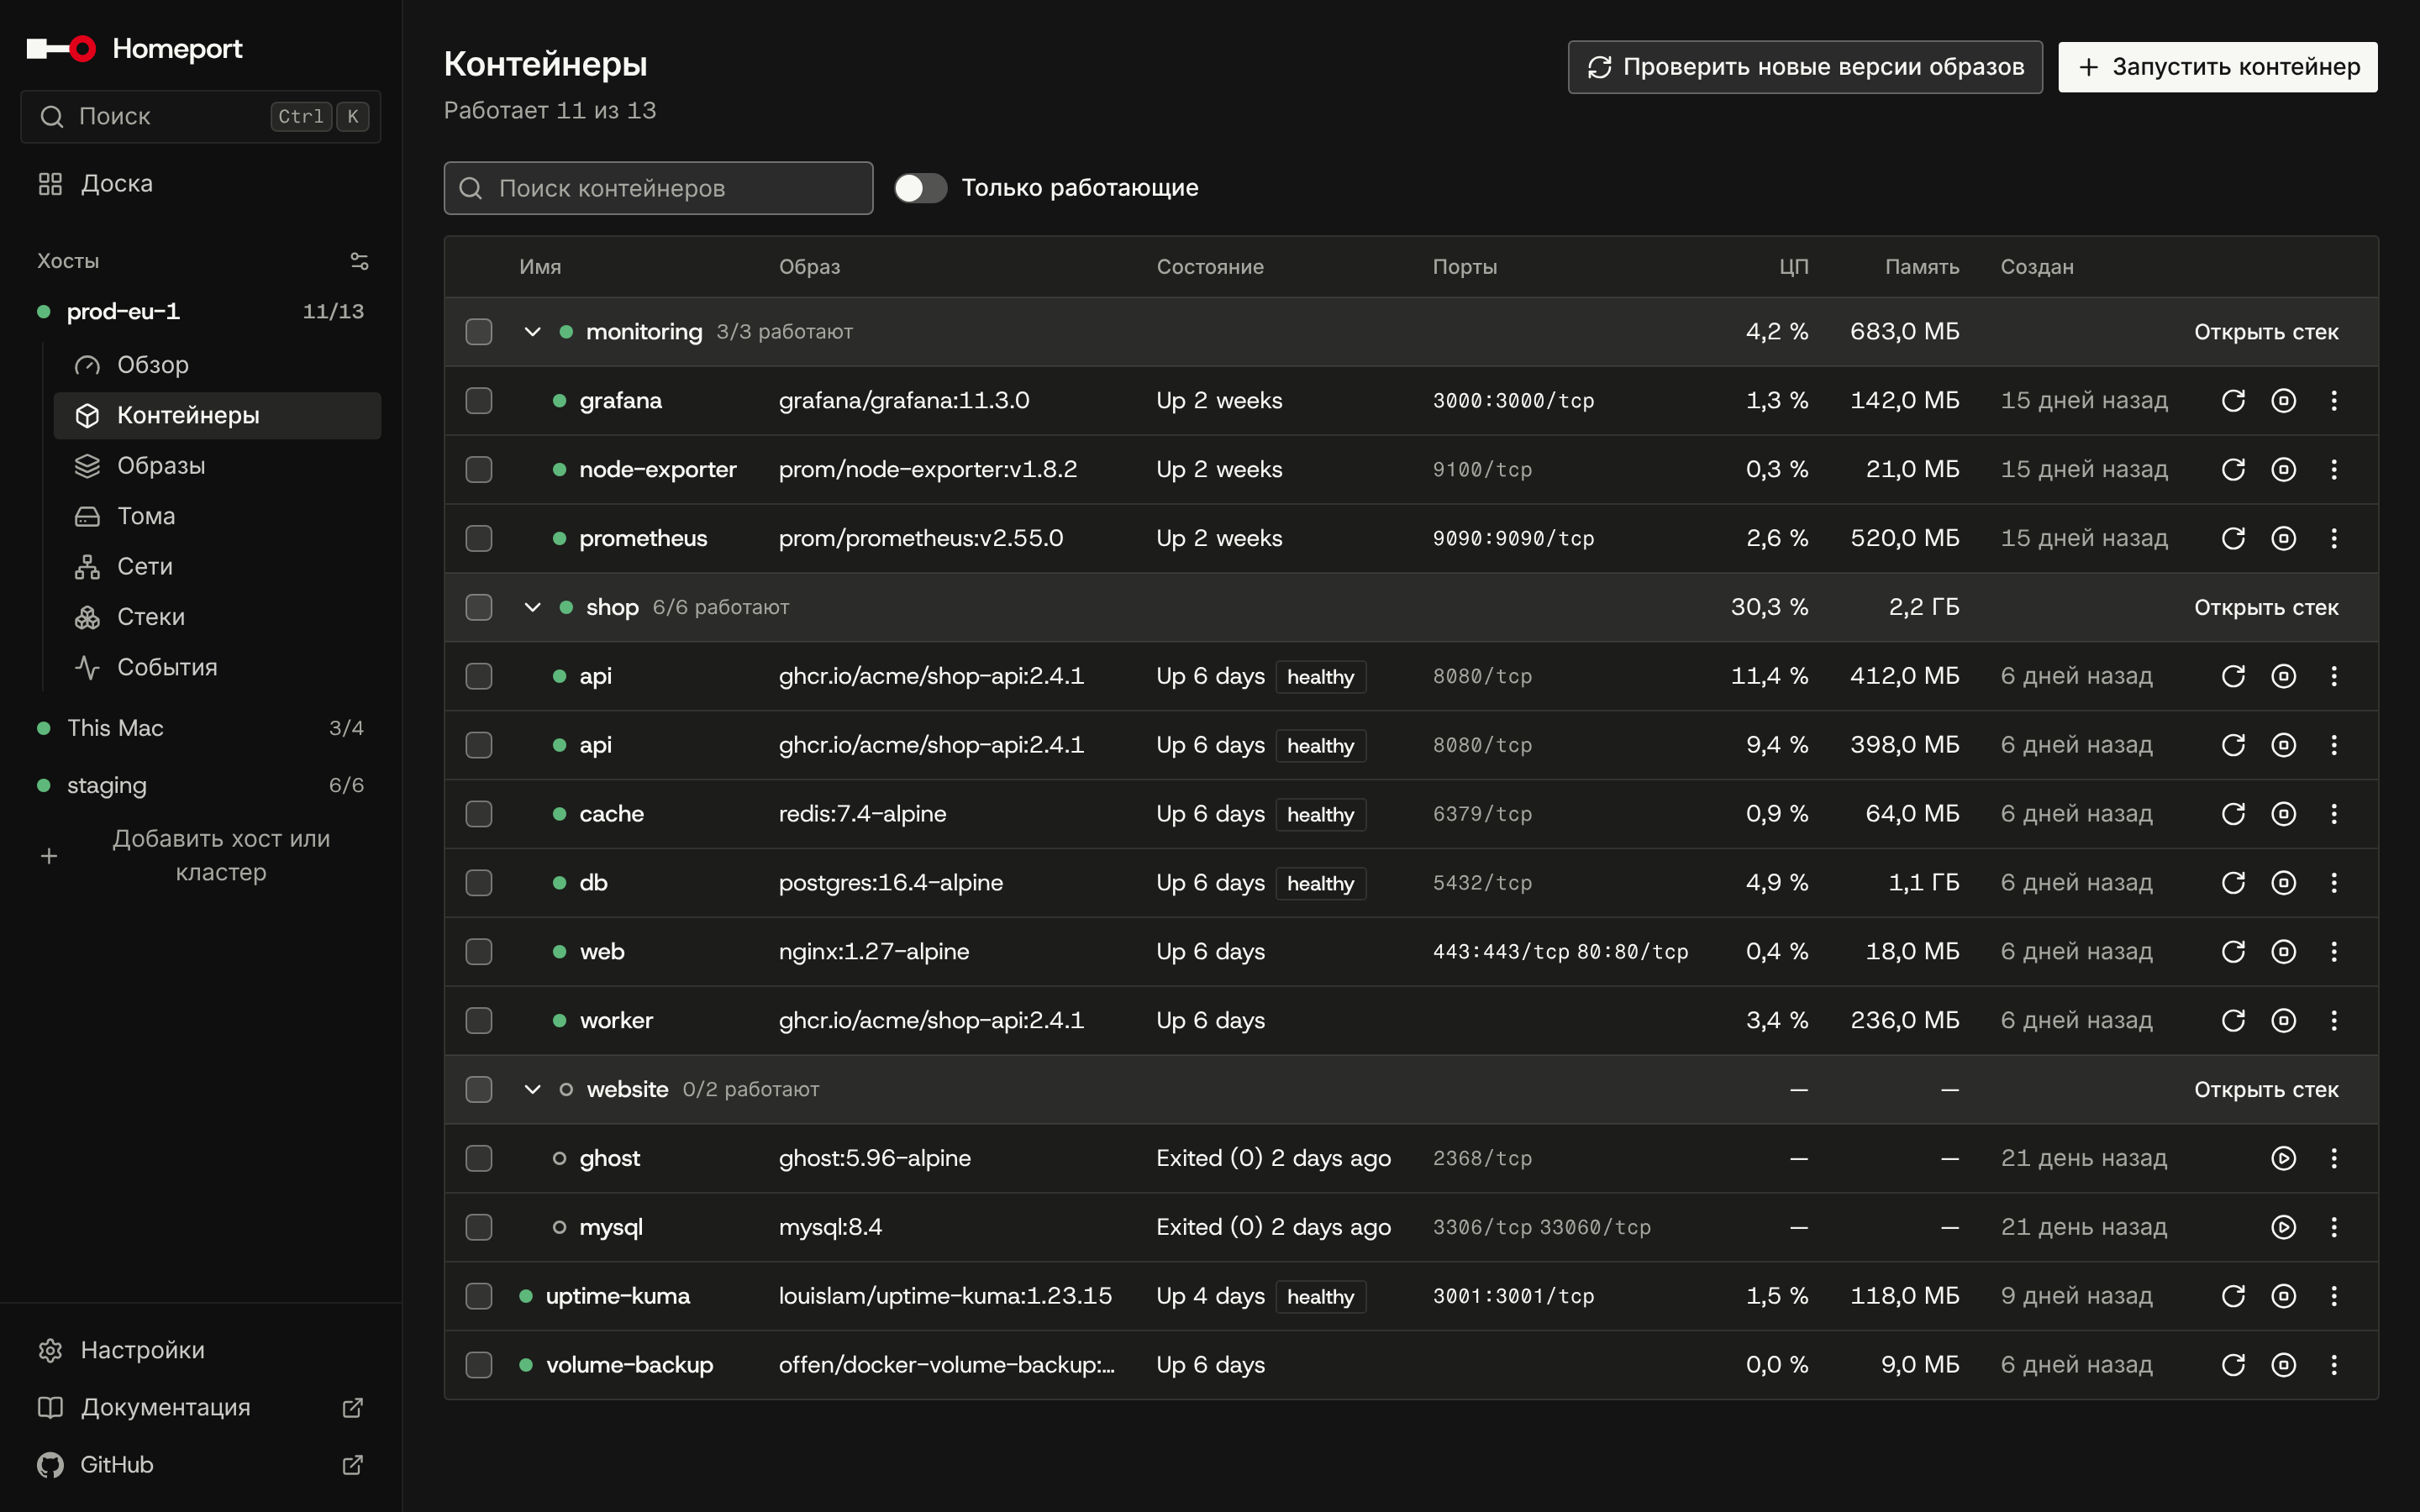 Homeport
Поиск Ctrl K
Доска
Хосты
prod-eu-1 11/13
Обзор
Контейнеры
Образы
Тома
Сети
Стеки
События
This Mac 3/4
staging 6/6
Добавить хост или
кластер
Настройки
Документация
GitHub
Контейнеры
Работает 11 из 13
Проверить новые версии образов
Запустить контейнер
Поиск контейнеров
Только работающие
Имя Образ Состояние Порты ЦП Память Создан
monitoring 3/3 работают 4,2 % 683,0 МБ Открыть стек
grafana grafana/grafana:11.3.0 Up 2 weeks 3000:3000/tcp 1,3 % 142,0 МБ 15 дней назад
node-exporter prom/node-exporter:v1.8.2 Up 2 weeks 9100/tcp 0,3 % 21,0 МБ 15 дней назад
prometheus prom/prometheus:v2.55.0 Up 2 weeks 9090:9090/tcp 2,6 % 520,0 МБ 15 дней назад
shop 6/6 работают 30,3 % 2,2 ГБ Открыть стек
api ghcr.io/acme/shop-api:2.4.1 Up 6 days healthy 8080/tcp 11,4 % 412,0 МБ 6 дней назад
api ghcr.io/acme/shop-api:2.4.1 Up 6 days healthy 8080/tcp 9,4 % 398,0 МБ 6 дней назад
cache redis:7.4-alpine Up 6 days healthy 6379/tcp 0,9 % 64,0 МБ 6 дней назад
db postgres:16.4-alpine Up 6 days healthy 5432/tcp 4,9 % 1,1 ГБ 6 дней назад
web nginx:1.27-alpine Up 6 days 443:443/tcp 80:80/tcp 0,4 % 18,0 МБ 6 дней назад
worker ghcr.io/acme/shop-api:2.4.1 Up 6 days 3,4 % 236,0 МБ 6 дней назад
website 0/2 работают — — Открыть стек
ghost ghost:5.96-alpine Exited (0) 2 days ago 2368/tcp — — 21 день назад
mysql mysql:8.4 Exited (0) 2 days ago 3306/tcp 33060/tcp — — 21 день назад
uptime-kuma louislam/uptime-kuma:1.23.15 Up 4 days healthy 3001:3001/tcp 1,5 % 118,0 МБ 9 дней назад
volume-backup offen/docker-volume-backup:... Up 6 days 0,0 % 9,0 МБ 6 дней назад